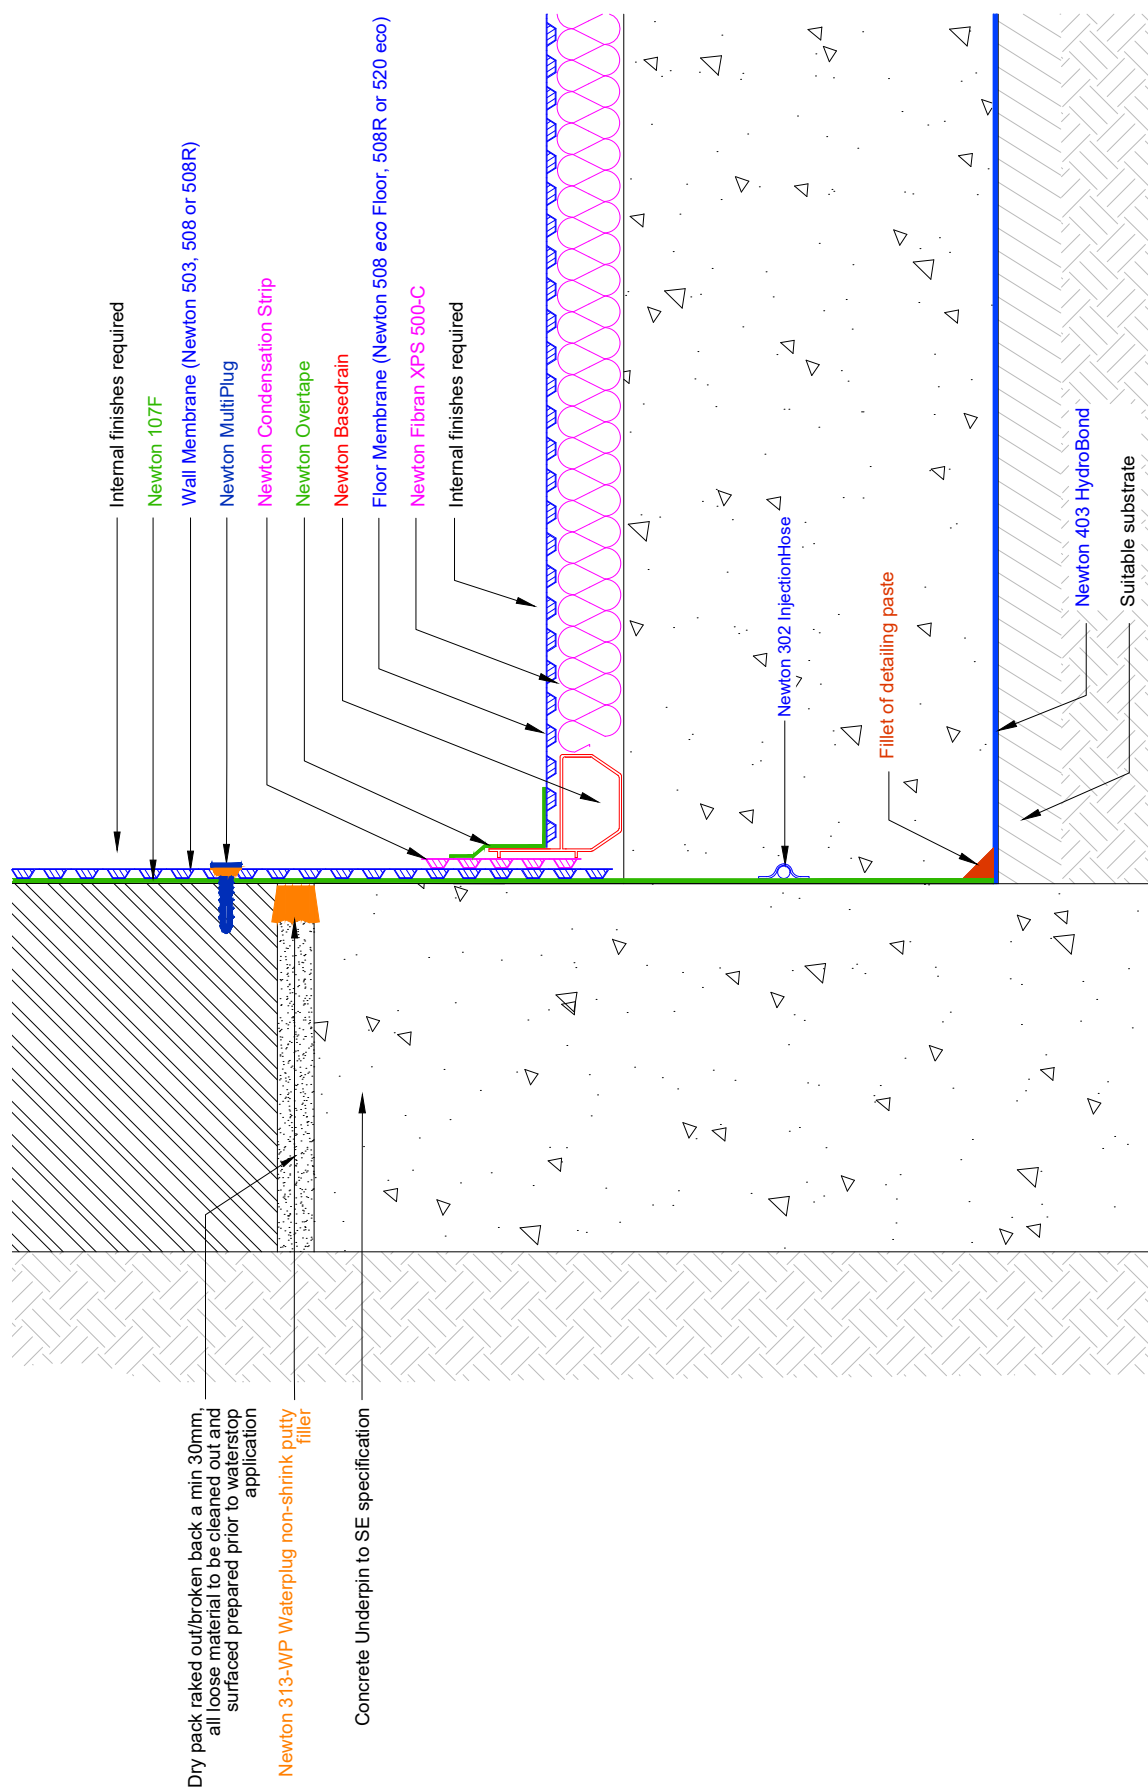 Dry pack raked out/broken back a min 30mm,
all loose material to be cleaned out and
surfaced prepared prior to waterstop
application
Newton 313-WP Waterplug non-shrink putty
filler
Concrete Underpin to SE specification
Internal finishes required
Newton 107F
Wall Membrane (Newton 503, 508 or 508R)
Newton MultiPlug
Newton Condensation Strip
Newton Overtape
Newton Basedrain
Floor Membrane (Newton 508 eco Floor, 508R or 520 eco)
Newton Fibran XPS 500-C
Internal finishes required
Newton 302 InjectionHose
Fillet of detailing paste
Newton 403 HydroBond
Suitable substrate